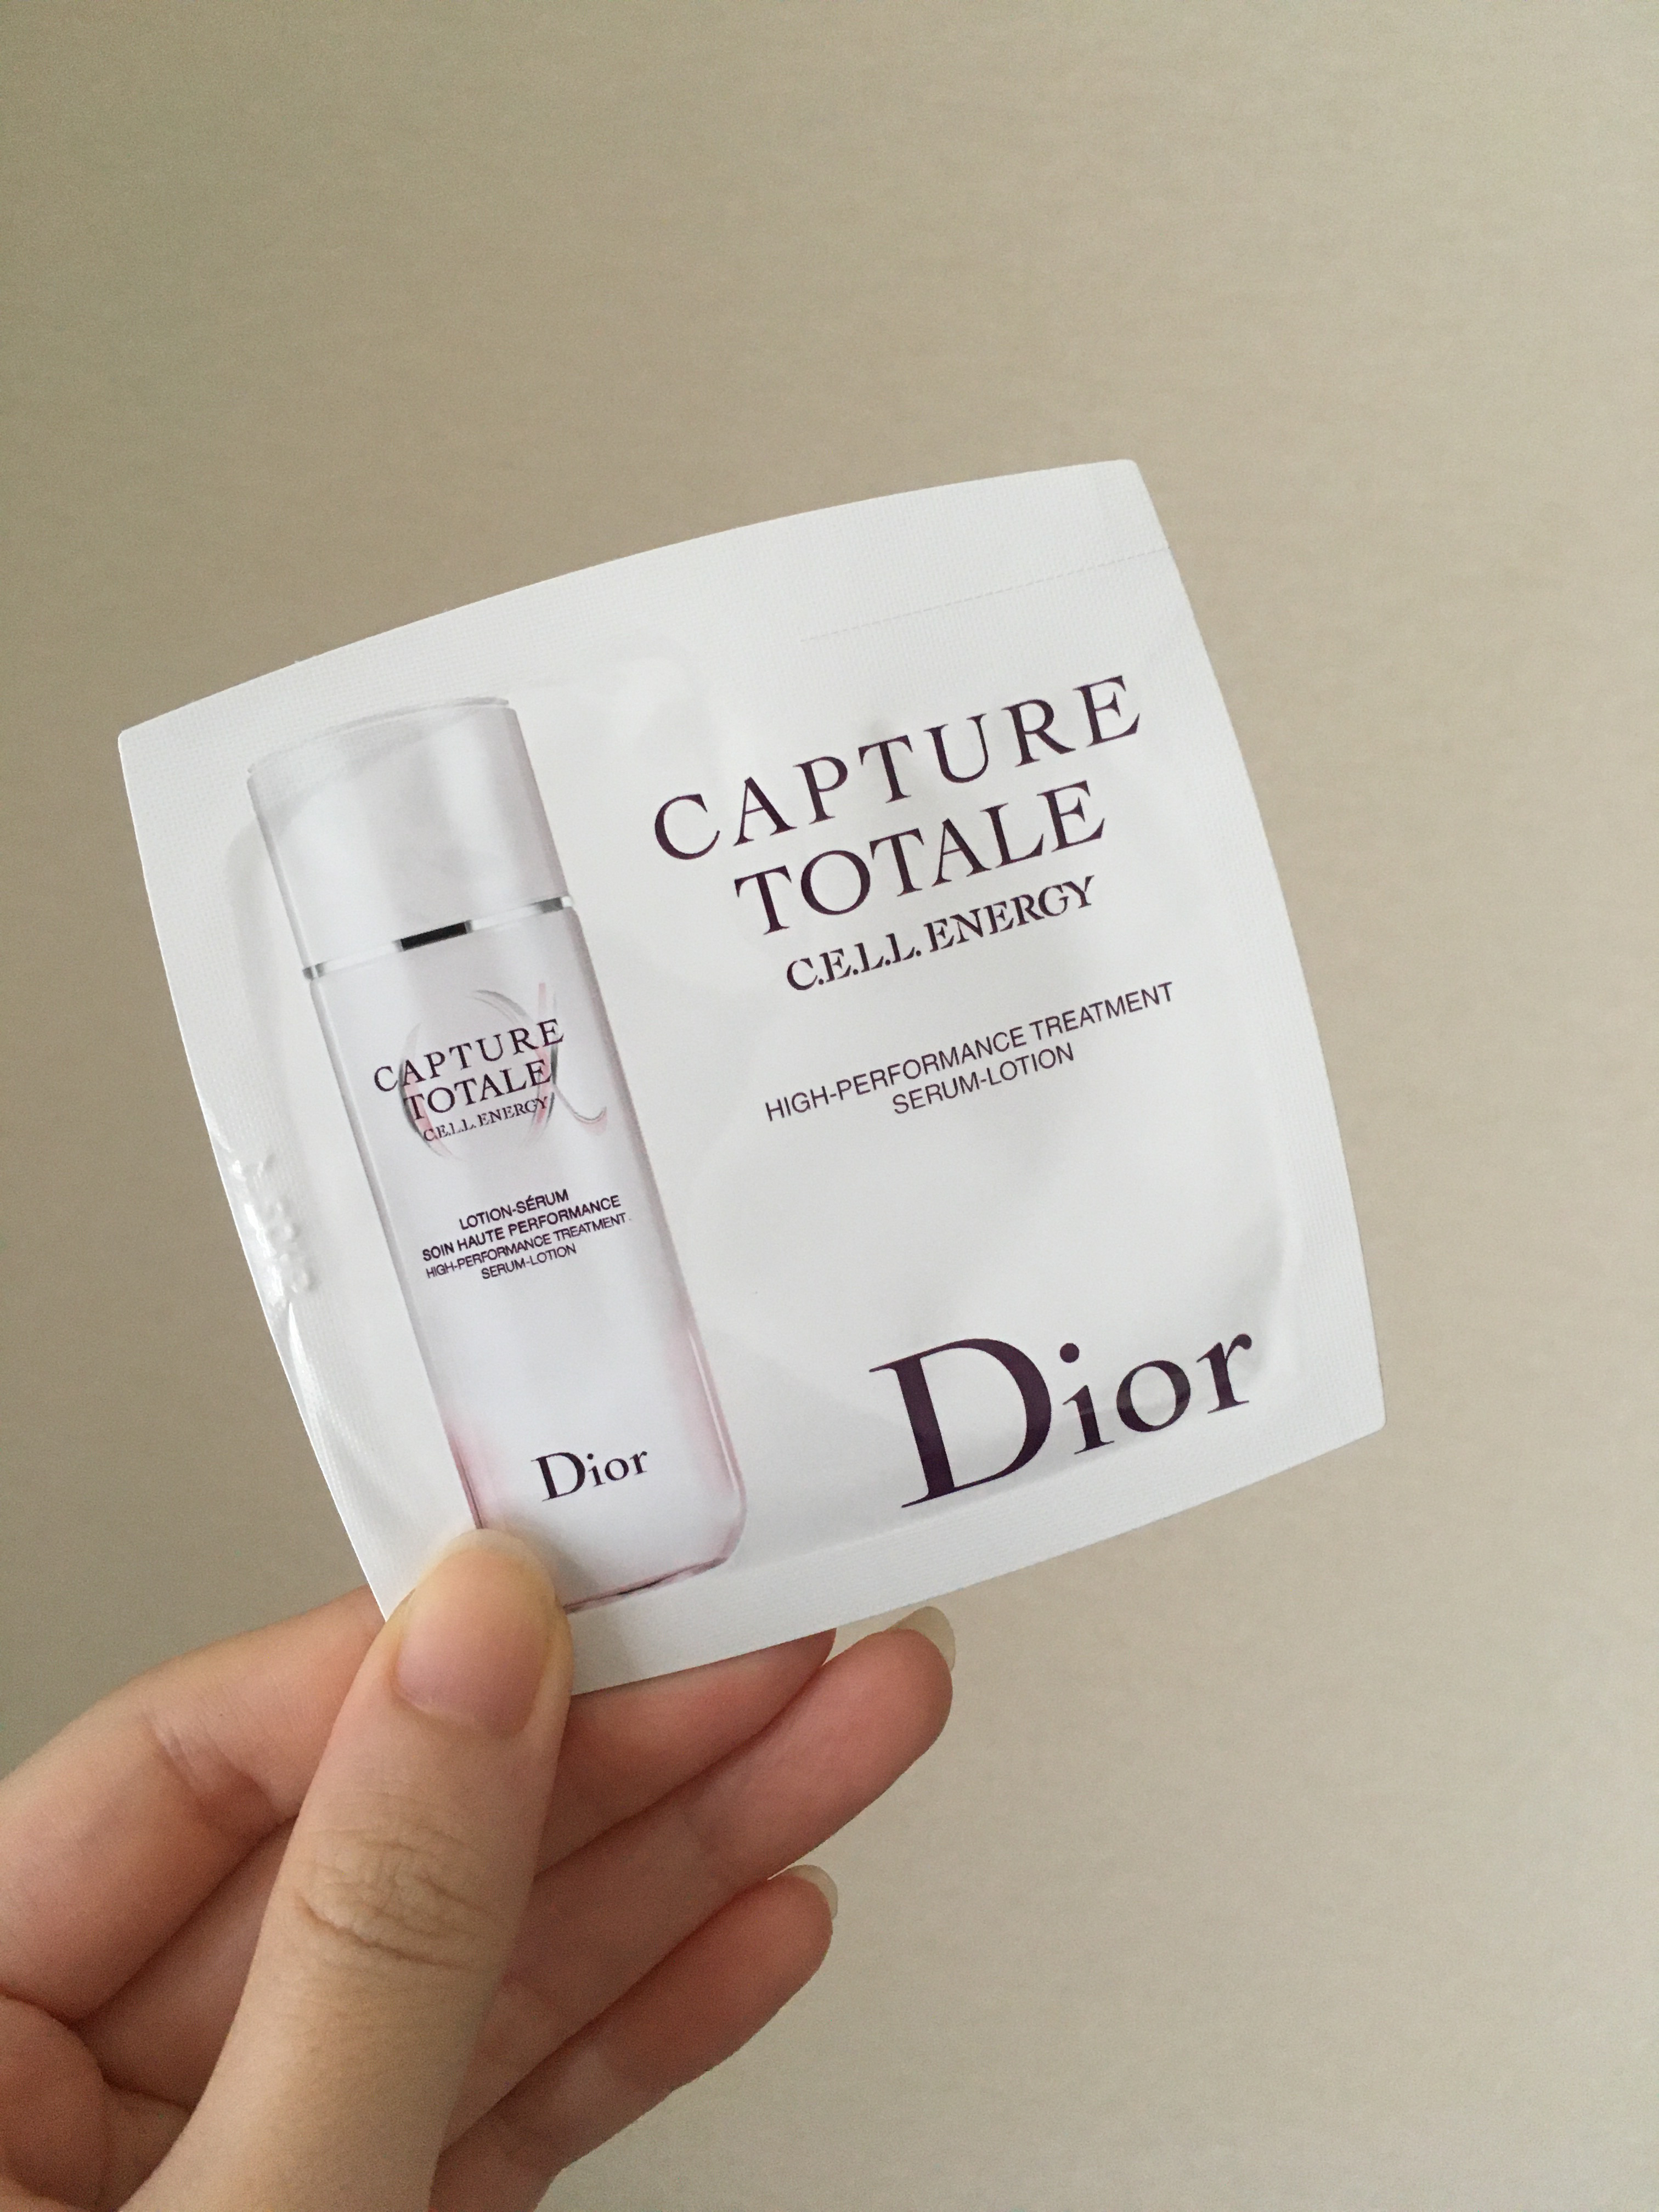 CAPTURE
TOTALE
C.E.L.L. ENERGY
HIGH-PERFORMANCE TREATMENT
SERUM-LOTION
Dior
CAPTURE
TOTALE
C.E.L.L. ENERGY
LOTION-SÉRUM
SOIN HAUTE PERFORMANCE
HIGH-PERFORMANCE TREATMENT
SERUM-LOTION
Dior